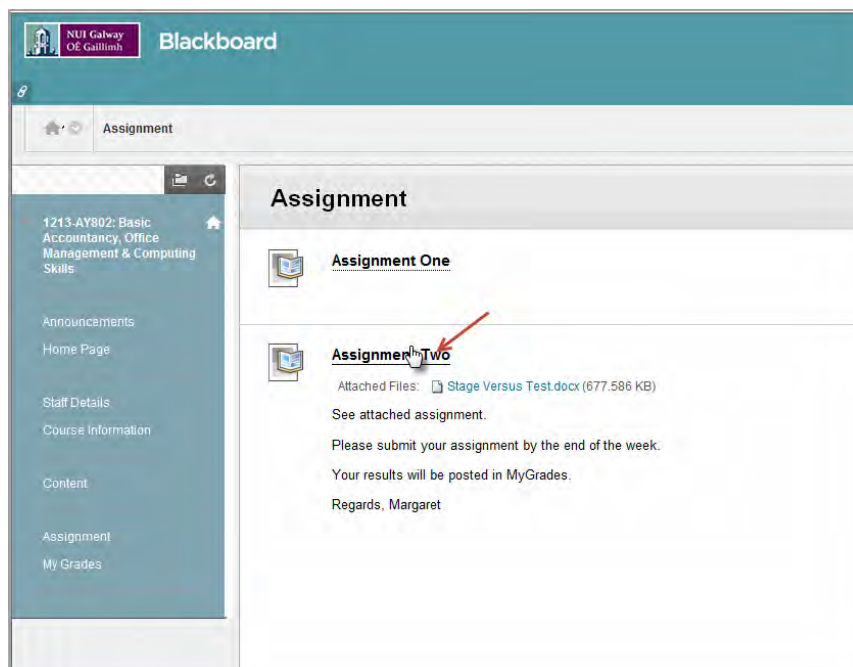 NUI Galway
OÉ Gaillimh
Blackboard
Assignment
1213-AY802: Basic
Accountancy, Office
Management & Computing
Skills
Announcements
Home Page
Staff Details
Course Information
Content
Assignment
My Grades
Assignment
Assignment One
Assignment Two
Attached Files: Stage Versus Test.docx (677.586 KB)
See attached assignment.
Please submit your assignment by the end of the week.
Your results will be posted in MyGrades.
Regards, Margaret